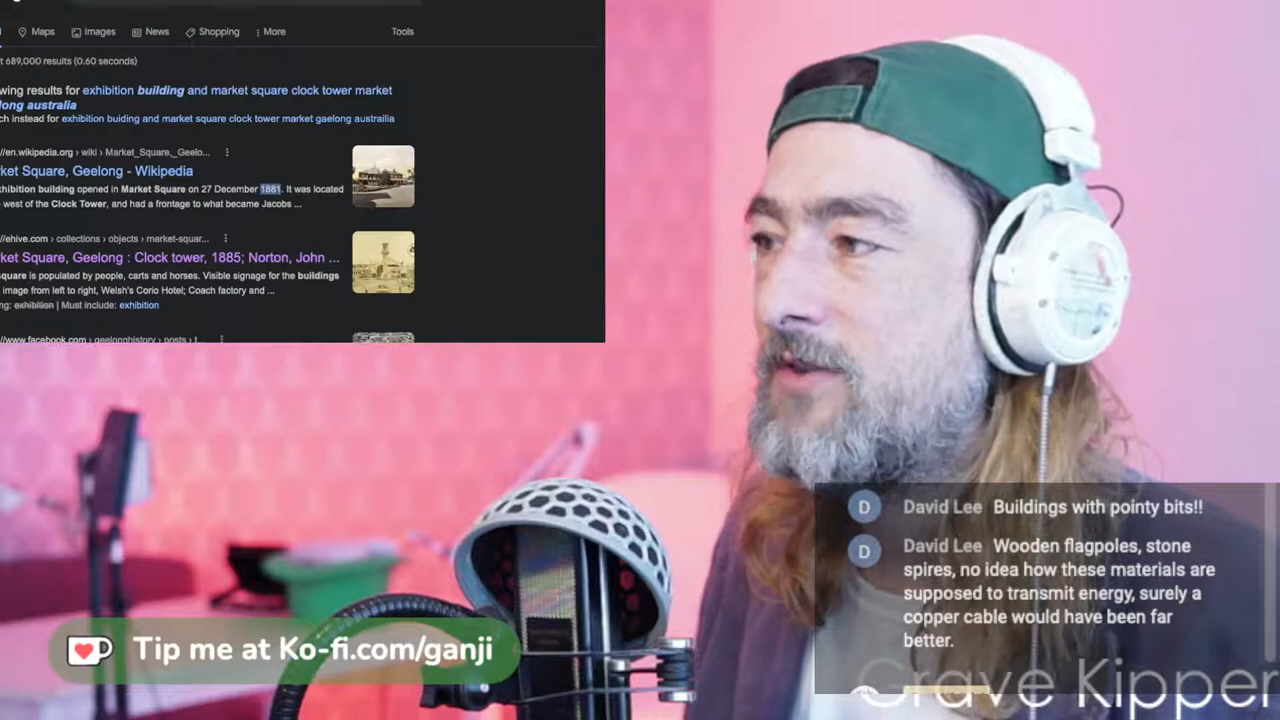 Maps Images News Shopping More Tools
689,000 results (0.60 seconds)
results for exhibition building and market square clock tower market
australia
instead for exhibition buiding and market square clock tower market gaelong austrailia
//en.wikipedia.org › wiki › Market_Square,_Geelo...
Square, Geelong - Wikipedia
building opened in Market Square on 27 December 1881. It was located
west of the Clock Tower, and had a frontage to what became Jacobs ...
//ehive.com › collections › objects › market-squar...
Square, Geelong : Clock tower, 1885; Norton, John ...
is populated by people, carts and horses. Visible signage for the buildings
image from left to right, Welsh's Corio Hotel; Coach factory and ...
exhibition | Must include: exhibition
//www.facebook.com › geelonghistory › posts
D David Lee Buildings with pointy bits!!
D David Lee Wooden flagpoles, stone
spires, no idea how these materials are
supposed to transmit energy, surely a
copper cable would have been far
better.
Tip me at Ko-fi.com/ganji
Grave Kipper